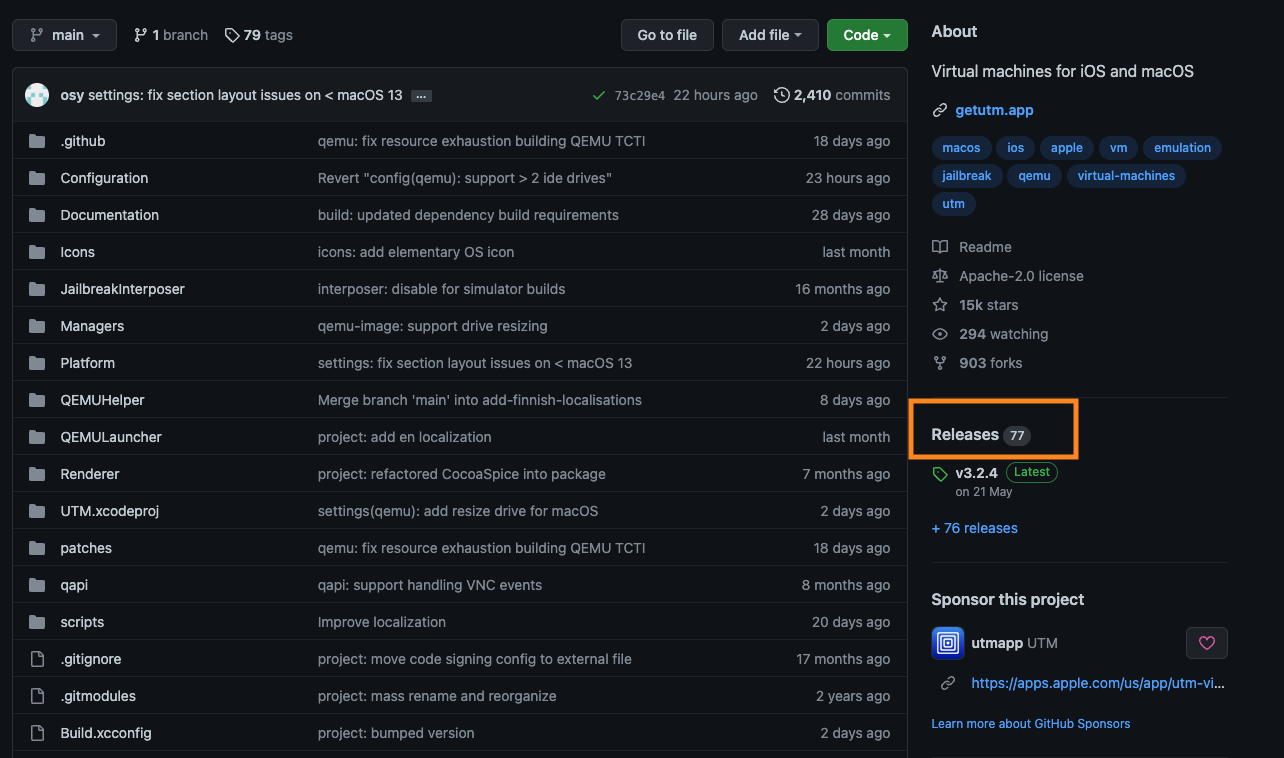 main 1 branch 79 tags Go to file Add file Code
osy settings: fix section layout issues on < macOS 13 ... 73c29e4 22 hours ago 2,410 commits
.github qemu: fix resource exhaustion building QEMU TCTI 18 days ago
Configuration Revert "config(qemu): support > 2 ide drives" 23 hours ago
Documentation build: updated dependency build requirements 28 days ago
Icons icons: add elementary OS icon last month
JailbreakInterposer interposer: disable for simulator builds 16 months ago
Managers qemu-image: support drive resizing 2 days ago
Platform settings: fix section layout issues on < macOS 13 22 hours ago
QEMUHelper Merge branch 'main' into add-finnish-localisations 8 days ago
QEMULauncher project: add en localization last month
Renderer project: refactored CocoaSpice into package 7 months ago
UTM.xcodeproj settings(qemu): add resize drive for macOS 2 days ago
patches qemu: fix resource exhaustion building QEMU TCTI 18 days ago
qapi qapi: support handling VNC events 8 months ago
scripts Improve localization 20 days ago
.gitignore project: move code signing config to external file 17 months ago
.gitmodules project: mass rename and reorganize 2 years ago
Build.xcconfig project: bumped version 2 days ago
About
Virtual machines for iOS and macOS
getutm.app
macos ios apple vm emulation
jailbreak qemu virtual-machines
utm
Readme
Apache-2.0 license
15k stars
294 watching
903 forks
Releases 77
v3.2.4 Latest
on 21 May
+ 76 releases
Sponsor this project
utmapp UTM
https://apps.apple.com/us/app/utm-vi...
Learn more about GitHub Sponsors